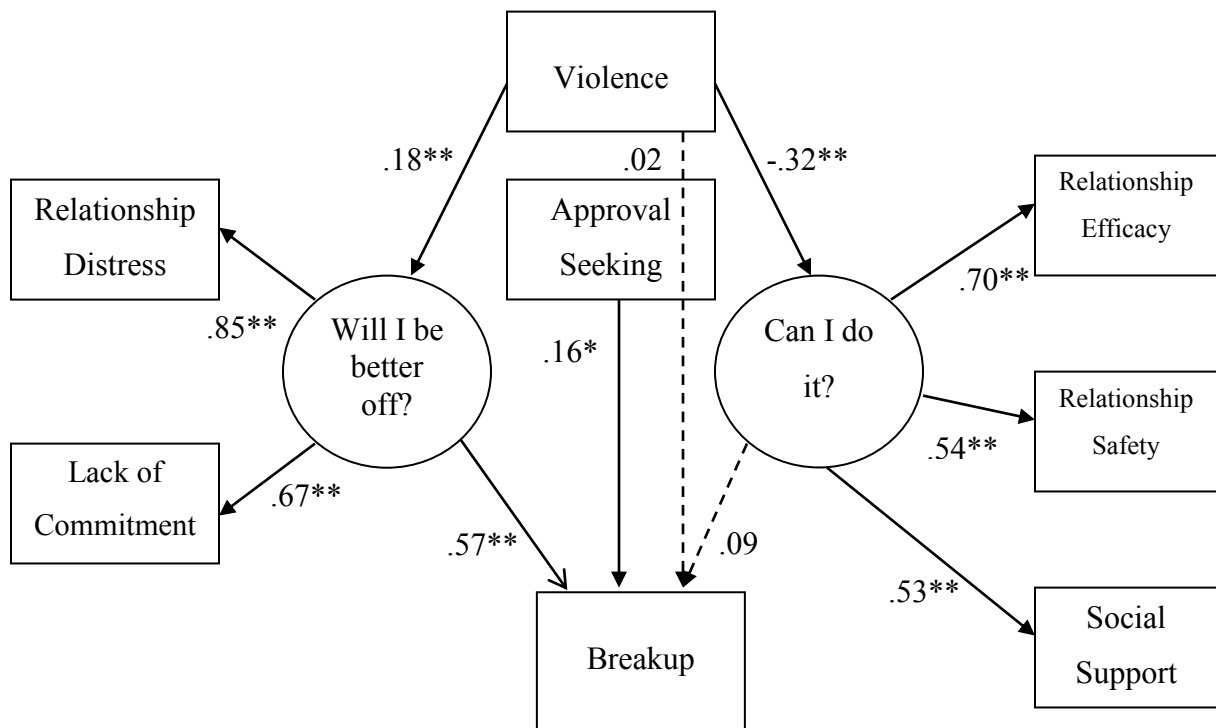 Violence
.18**
.02
-.32**
Relationship
Distress
Approval
Seeking
Relationship
Efficacy
.85**
Will I be
better
off?
.16*
Can I do
it?
.70**
Relationship
Safety
.54**
Lack of
Commitment
.67**
.57**
.09
.53**
Breakup
Social
Support